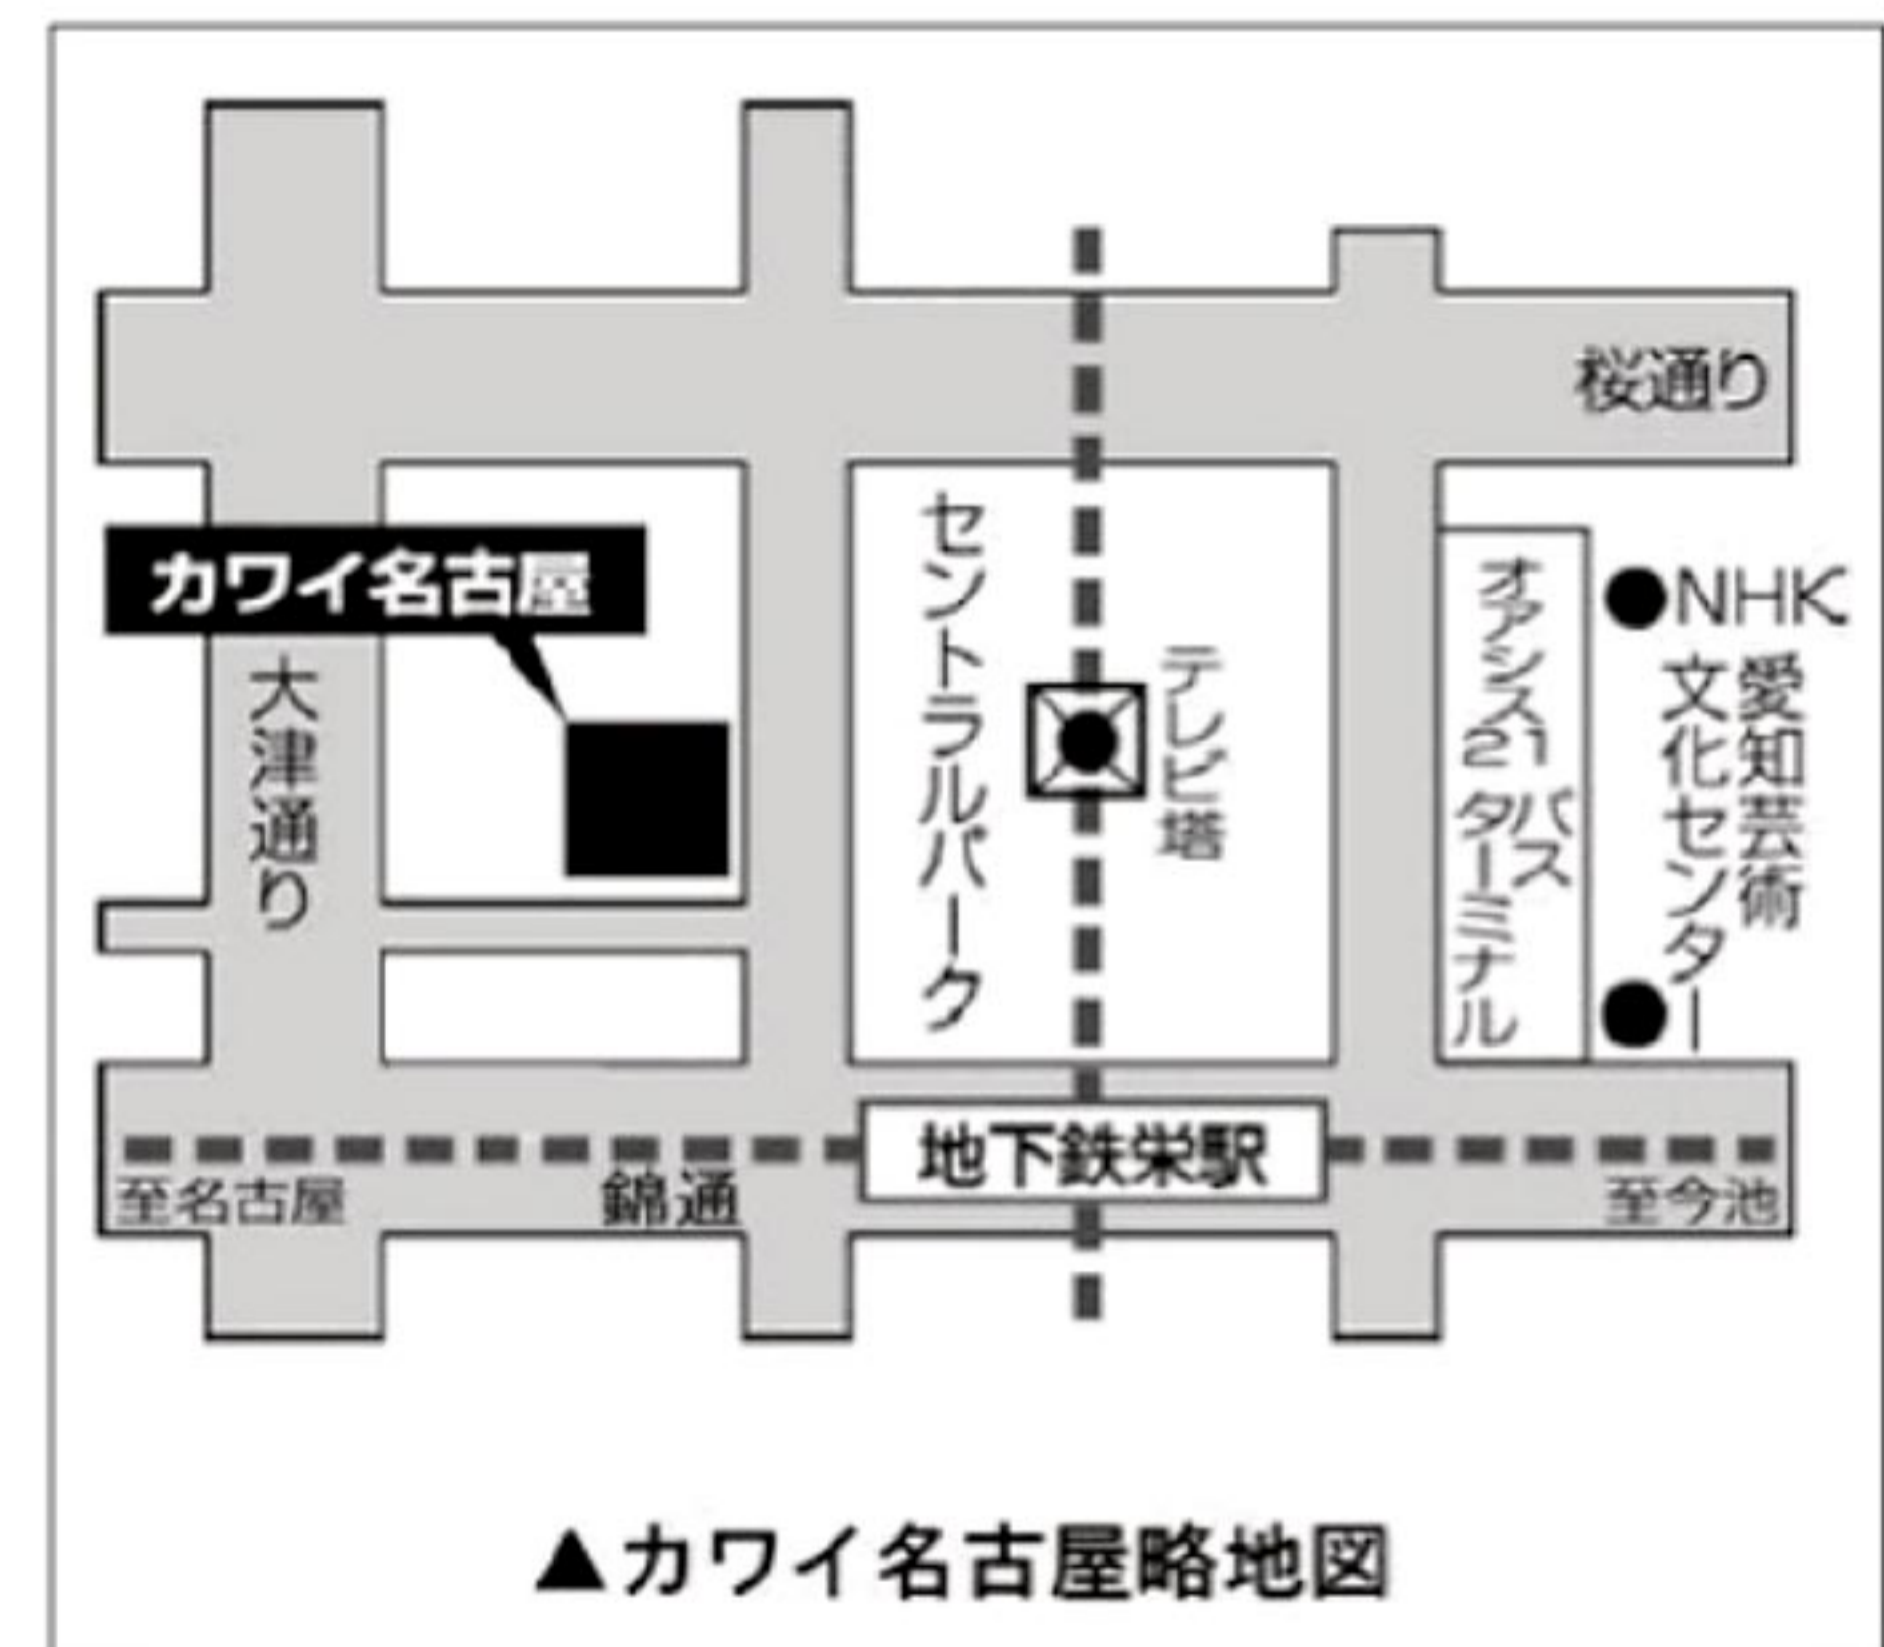 桜通り
カワイ名古屋
大津通り
セントラルパーク
テレビ塔
オアシス21
バス
ターミナル
●NHK
愛知芸術
文化センター
地下鉄栄駅
至名古屋
錦通
至今池
▲カワイ名古屋略地図